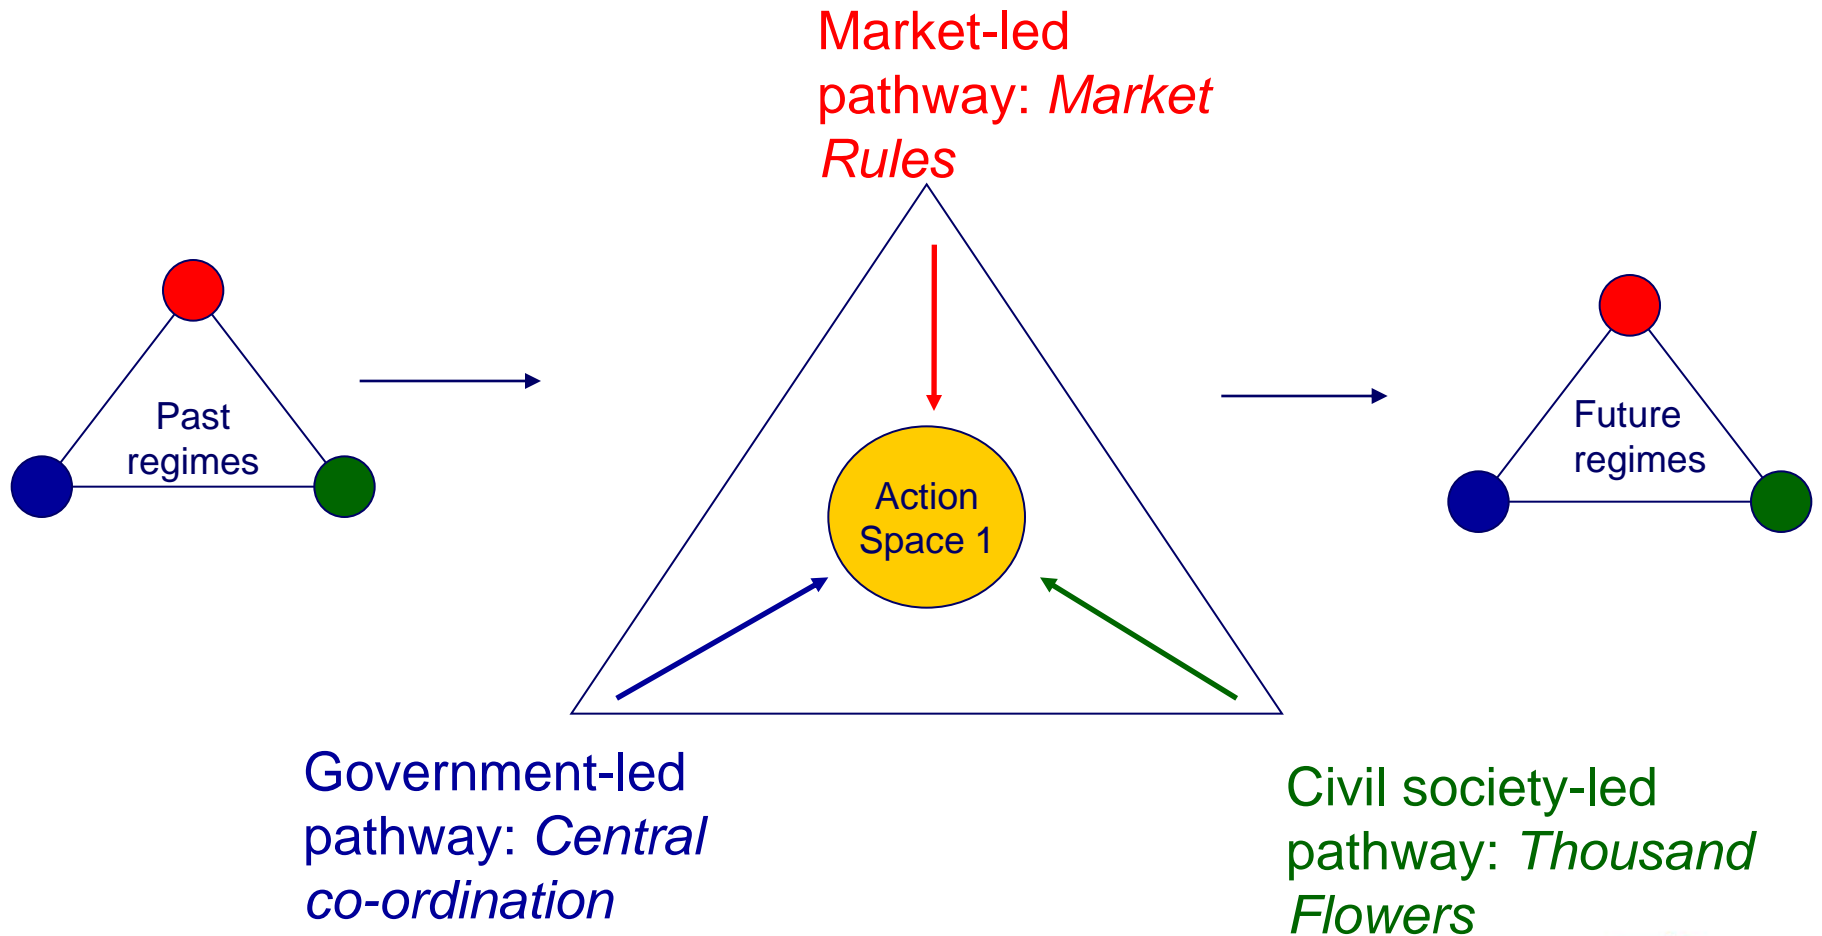 Market-led
pathway: Market
Rules
Past
regimes
Action
Space 1
Future
regimes
Government-led
pathway: Central
co-ordination
Civil society-led
pathway: Thousand
Flowers